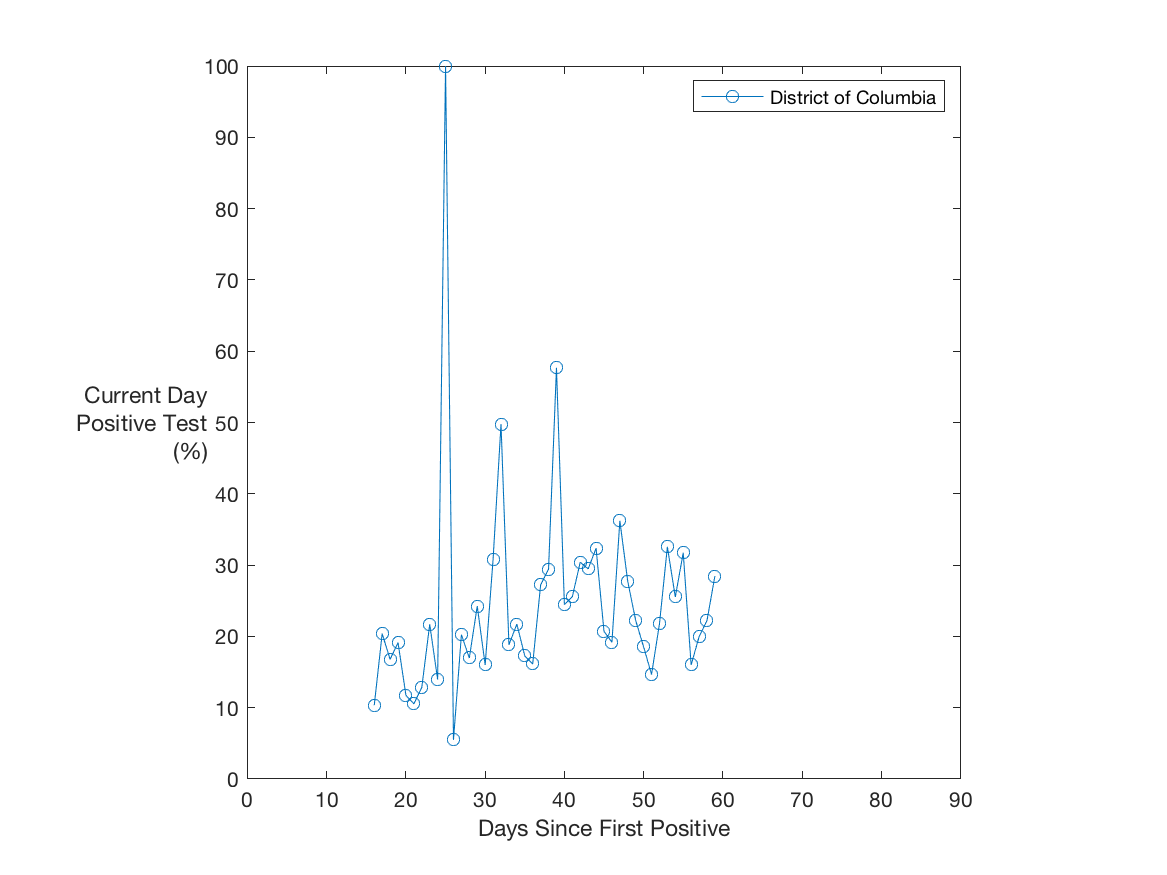 100
90
80
70
60
50
40
30
20
10
0
Current Day
Positive Test
(%)
District of Columbia
0 10 20 30 40 50 60 70 80 90
Days Since First Positive